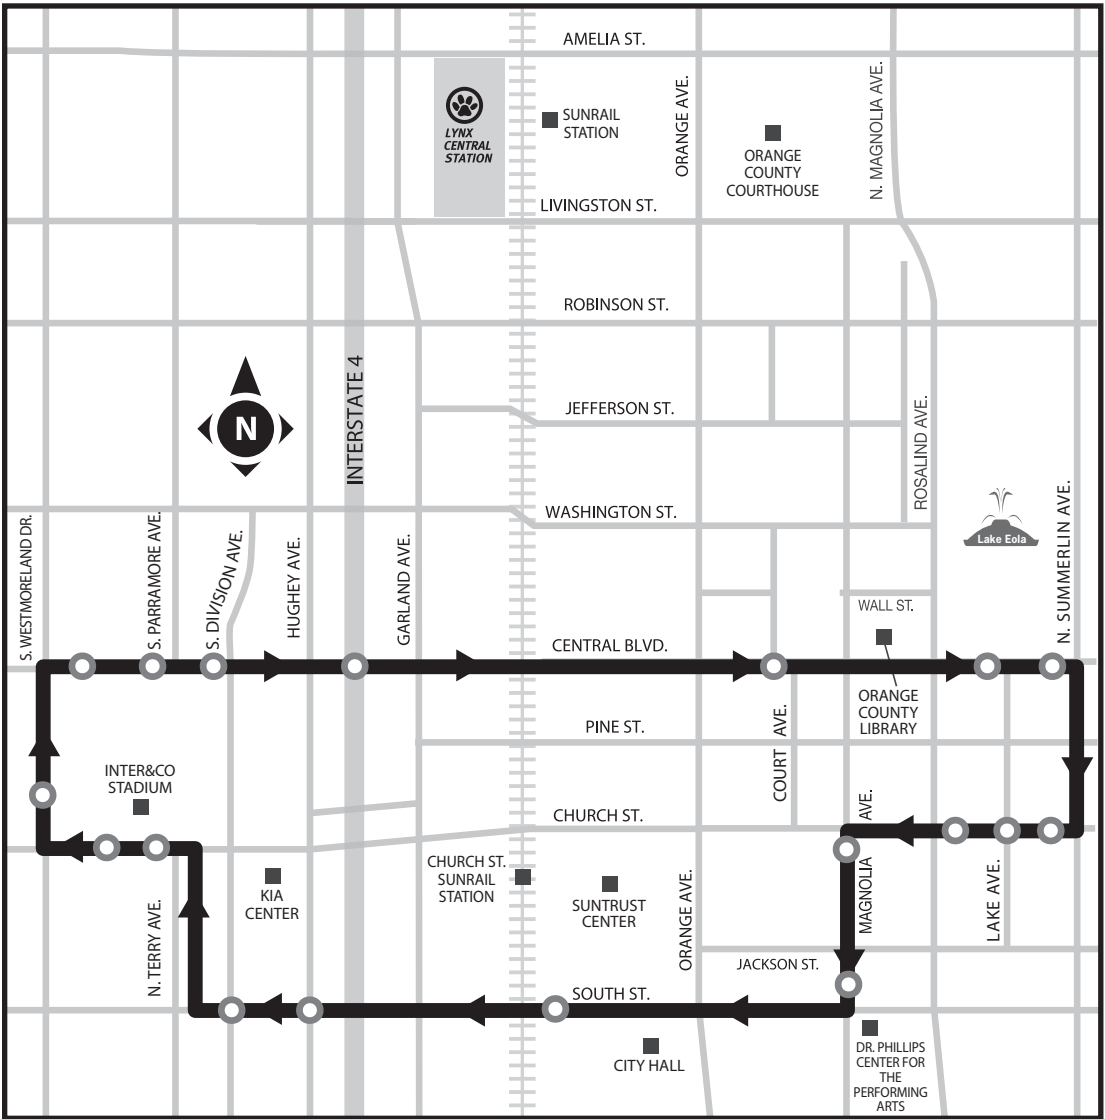 AMELIA ST.
LYNX
CENTRAL
STATION
SUNRAIL
STATION
ORANGE AVE.
ORANGE
COUNTY
COURTHOUSE
N. MAGNOLIA AVE.
LIVINGSTON ST.
ROBINSON ST.
INTERSTATE 4
N
JEFFERSON ST.
ROSALIND AVE.
WASHINGTON ST.
Lake Eola
S. WESTMORELAND DR.
S. PARRAMORE AVE.
S. DIVISION AVE.
HUGHEY AVE.
GARLAND AVE.
N. SUMMERLIN AVE.
WALL ST.
CENTRAL BLVD.
ORANGE
COUNTY
LIBRARY
PINE ST.
COURT AVE.
INTER&CO
STADIUM
CHURCH ST.
MAGNOLIA AVE.
CHURCH ST.
SUNRAIL
STATION
KIA
CENTER
SUNTRUST
CENTER
ORANGE AVE.
LAKE AVE.
N. TERRY AVE.
JACKSON ST.
SOUTH ST.
CITY HALL
DR. PHILLIPS
CENTER FOR
THE
PERFORMING
ARTS